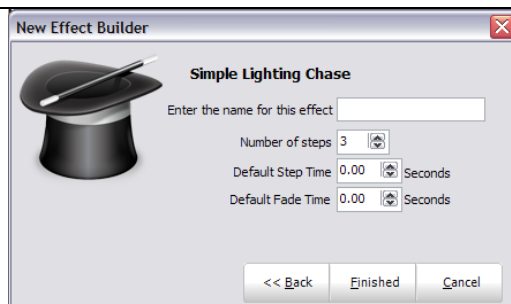 New Effect Builder
Simple Lighting Chase
Enter the name for this effect
Number of steps 3
Default Step Time 0.00 Seconds
Default Fade Time 0.00 Seconds
<< Back Finished Cancel